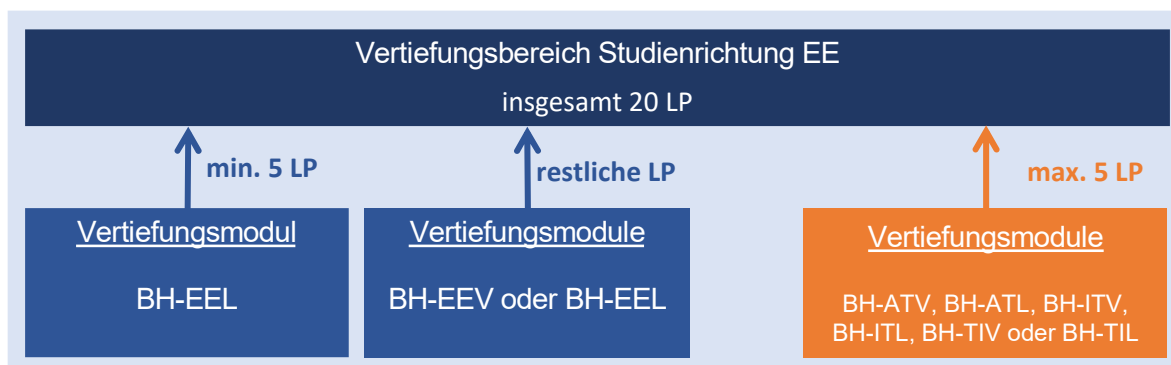 Vertiefungsbereich Studienrichtung EE
insgesamt 20 LP
min. 5 LP
restliche LP
max. 5 LP
Vertiefungsmodul
BH-EEL
Vertiefungsmodule
BH-EEV oder BH-EEL
Vertiefungsmodule
BH-ATV, BH-ATL, BH-ITV,
BH-ITL, BH-TIV oder BH-TIL